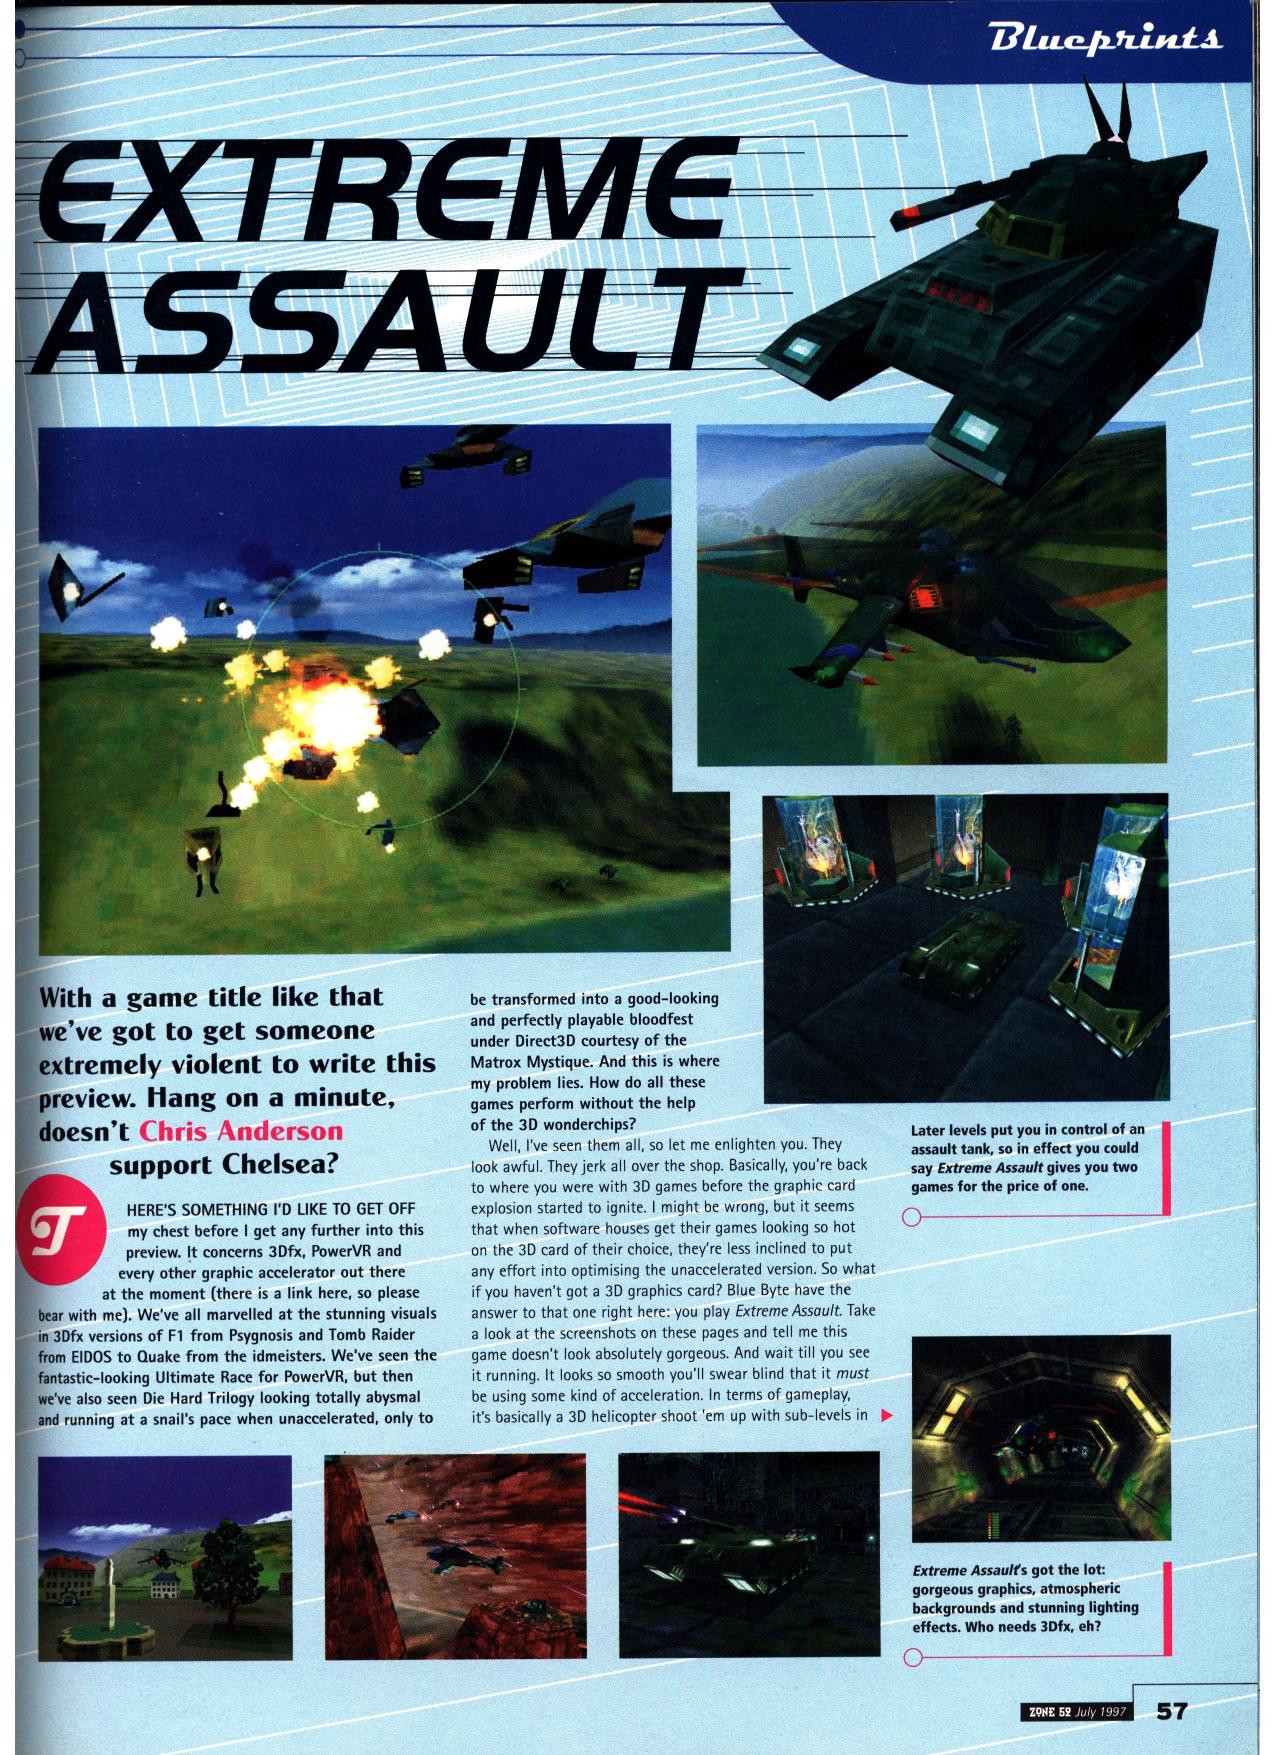 Blueprints
EXTREME
ASSAULT
With a game title like that
we've got to get someone
extremely violent to write this
preview. Hang on a minute,
doesn't Chris Anderson
support Chelsea?
T
HERE'S SOMETHING I'D LIKE TO GET OFF
my chest before I get any further into this
preview. It concerns 3Dfx, PowerVR and
every other graphic accelerator out there
at the moment (there is a link here, so please
bear with me). We've all marvelled at the stunning visuals
in 3Dfx versions of F1 from Psygnosis and Tomb Raider
from EIDOS to Quake from the idmeisters. We've seen the
fantastic-looking Ultimate Race for PowerVR, but then
we've also seen Die Hard Trilogy looking totally abysmal
and running at a snail's pace when unaccelerated, only to
be transformed into a good-looking
and perfectly playable bloodfest
under Direct3D courtesy of the
Matrox Mystique. And this is where
my problem lies. How do all these
games perform without the help
of the 3D wonderchips?
Well, I've seen them all, so let me enlighten you. They
look awful. They jerk all over the shop. Basically, you're back
to where you were with 3D games before the graphic card
explosion started to ignite. I might be wrong, but it seems
that when software houses get their games looking so hot
on the 3D card of their choice, they're less inclined to put
any effort into optimising the unaccelerated version. So what
if you haven't got a 3D graphics card? Blue Byte have the
answer to that one right here: you play Extreme Assault. Take
a look at the screenshots on these pages and tell me this
game doesn't look absolutely gorgeous. And wait till you see
it running. It looks so smooth you'll swear blind that it must
be using some kind of acceleration. In terms of gameplay,
it's basically a 3D helicopter shoot 'em up with sub-levels in
Later levels put you in control of an
assault tank, so in effect you could
say Extreme Assault gives you two
games for the price of one.
Extreme Assault's got the lot:
gorgeous graphics, atmospheric
backgrounds and stunning lighting
effects. Who needs 3Dfx, eh?
ZONE 52 July 1997 57